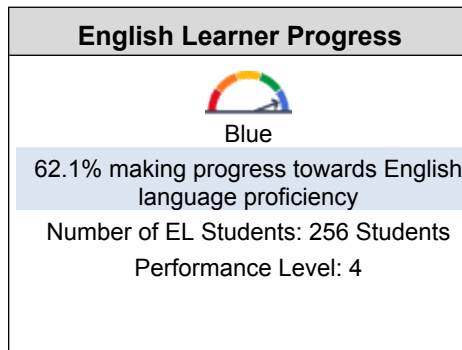 English Learner Progress
Blue
62.1% making progress towards English
language proficiency
Number of EL Students: 256 Students
Performance Level: 4